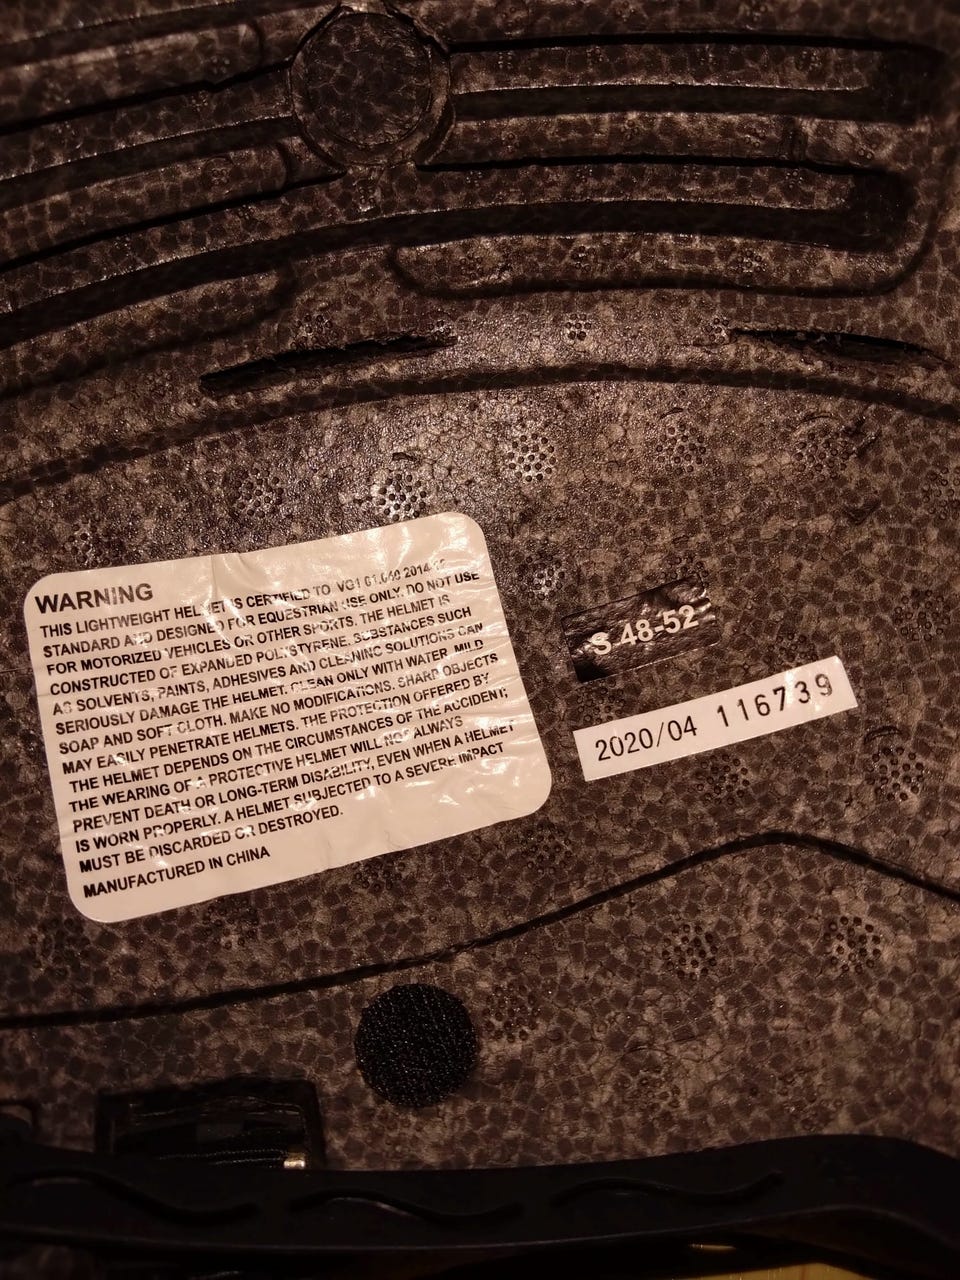 WARNING
THIS LIGHTWEIGHT HELMET IS CERTIFIED TO VG1 01.040 2014-12
STANDARD AND DESIGNED FOR EQUESTRIAN USE ONLY. DO NOT USE
FOR MOTORIZED VEHICLES OR OTHER SPORTS. THE HELMET IS
CONSTRUCTED OF EXPANDED POLYSTYRENE. SUBSTANCES SUCH
AS SOLVENTS, PAINTS, ADHESIVES AND CLEANING SOLUTIONS CAN
SERIOUSLY DAMAGE THE HELMET. CLEAN ONLY WITH WATER, MILD
SOAP AND SOFT CLOTH. MAKE NO MODIFICATIONS. SHARP OBJECTS
MAY EASILY PENETRATE HELMETS. THE PROTECTION OFFERED BY
THE HELMET DEPENDS ON THE CIRCUMSTANCES OF THE ACCIDENT;
THE WEARING OF A PROTECTIVE HELMET WILL NOT ALWAYS
PREVENT DEATH OR LONG-TERM DISABILITY, EVEN WHEN A HELMET
IS WORN PROPERLY. A HELMET SUBJECTED TO A SEVERE IMPACT
MUST BE DISCARDED OR DESTROYED.
MANUFACTURED IN CHINA
S 48-52
2020/04 116739